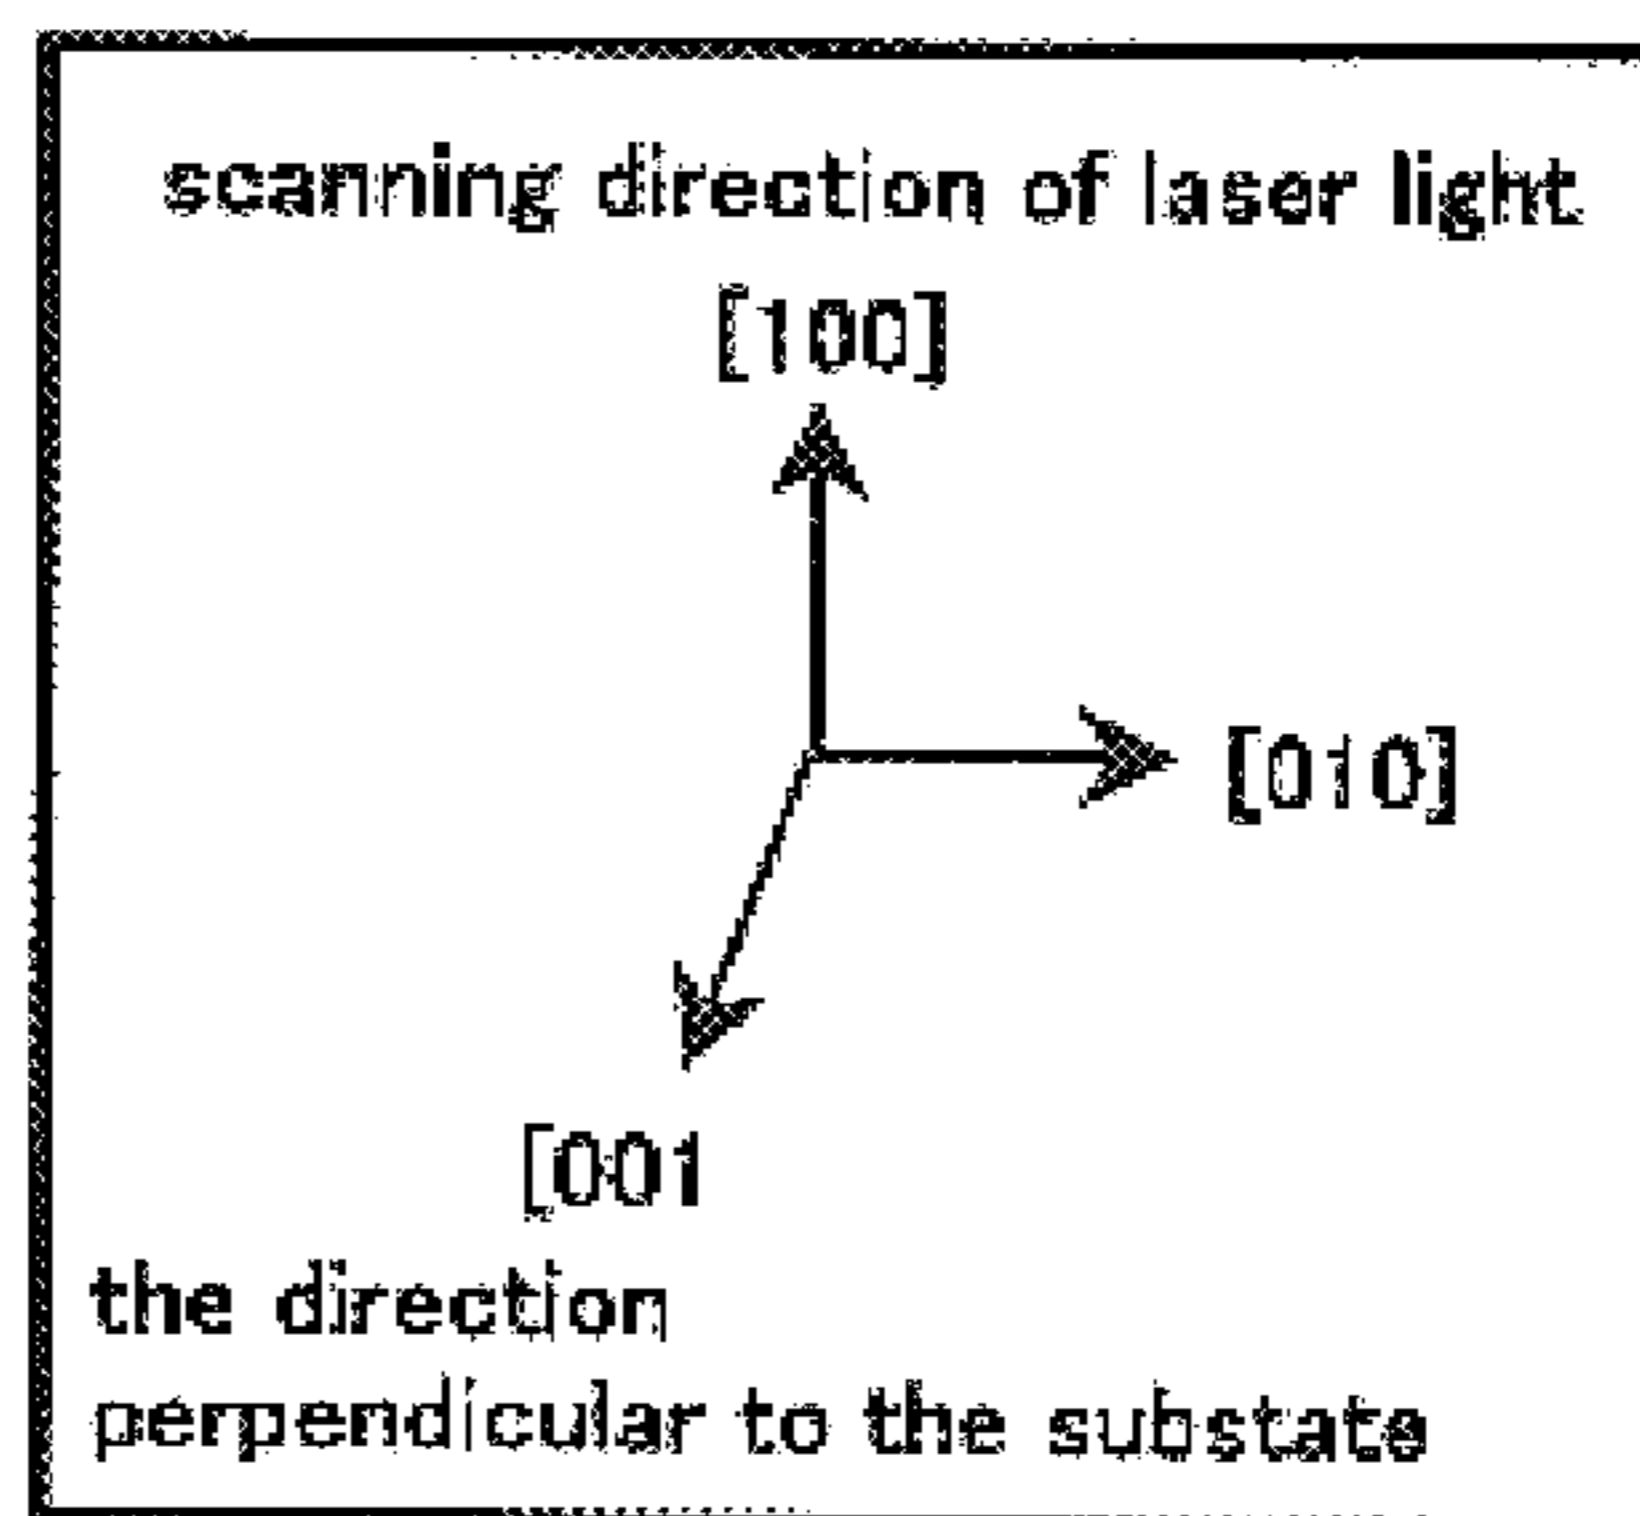 scanning direction of laser light
[100]
[010]
[001
the direction
perpendicular to the substate